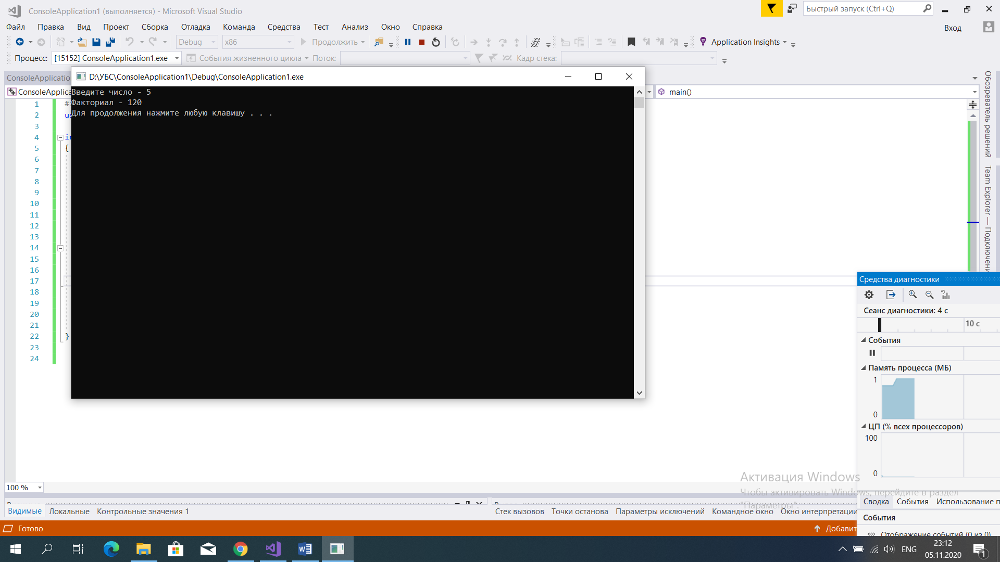 ConsoleApplication1 (выполняется) - Microsoft Visual Studio
Быстрый запуск (Ctrl+Q)
Файл Правка Вид Проект Сборка Отладка Команда Средства Тест Анализ Окно Справка
Вход
Debug x86 Продолжить Application Insights
Процесс: [15152] ConsoleApplication1.exe События жизненного цикла Поток: Кадр стека:
D:\УБС\ConsoleApplication1\Debug\ConsoleApplication1.exe
main()
Введите число - 5
Факториал - 120
Для продолжения нажмите любую клавишу . . .
1
2
3
4
5 {
6
7
8
9
10
11
12
13
14
15
16
17
18
19
20
21
22 }
23
24
Обозреватель решений
Team Explorer —
Средства диагностики
Сеанс диагностики: 4 с
10 с
События
Память процесса (МБ)
1
0
ЦП (% всех процессоров)
100
0
Активация Windows
Чтобы активировать Windows, перейдите в раздел
"Параметры".
Сводка События Использование
События
Отображение событий (0 из 0)
100 %
Видимые Локальные Контрольные значения 1
Стек вызовов Точки останова Параметры исключений Командное окно Окно интерпретации
Готово
ENG
23:12
05.11.2020
1